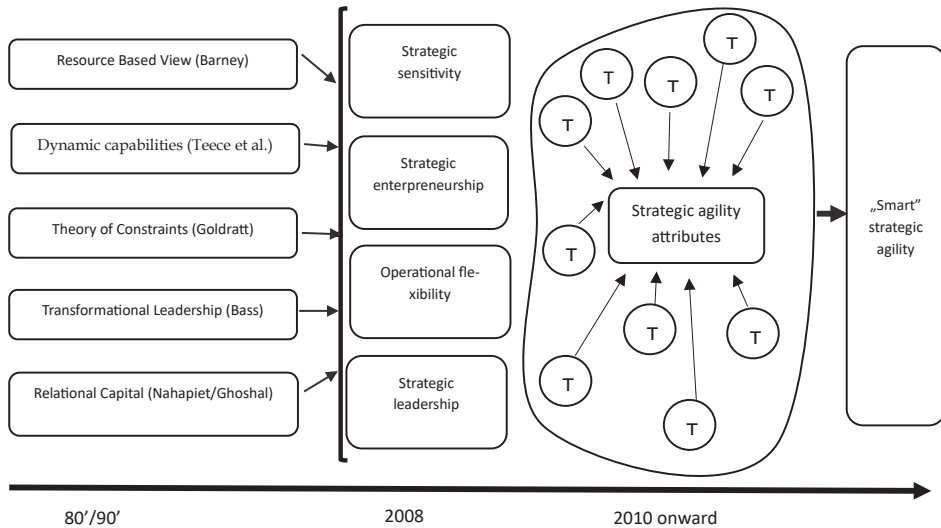 Resource Based View (Barney)
Dynamic capabilities (Teece et al.)
Theory of Constraints (Goldratt)
Transformational Leadership (Bass)
Relational Capital (Nahapiet/Ghoshal)
Strategic
sensitivity
Strategic
enterpreneurship
Operational fle-
xibility
Strategic
leadership
T
T
T
T
T
T
Strategic agility
attributes
T
T
T
T
„Smart”
strategic
agility
80’/90’
2008
2010 onward